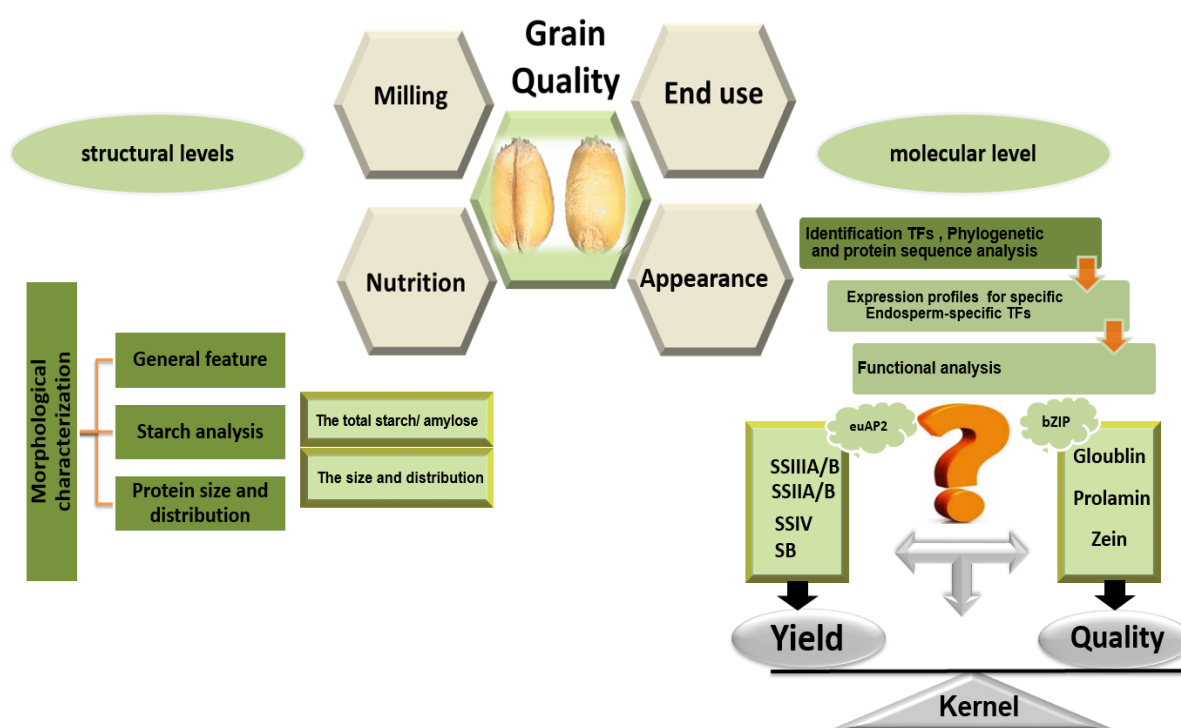 Grain
Quality
Milling
End use
Nutrition
Appearance
structural levels
Morphological
characterization
General feature
Starch analysis
Protein size and
distribution
The total starch/ amylose
The size and distribution
molecular level
Identification TFs , Phylogenetic
and protein sequence analysis
Expression profiles for specific
Endosperm-specific TFs
Functional analysis
euAP2
SSIIIA/B
SSIIA/B
SSIV
SB
?
bZIP
Gloublin
Prolamin
Zein
Yield
Quality
Kernel